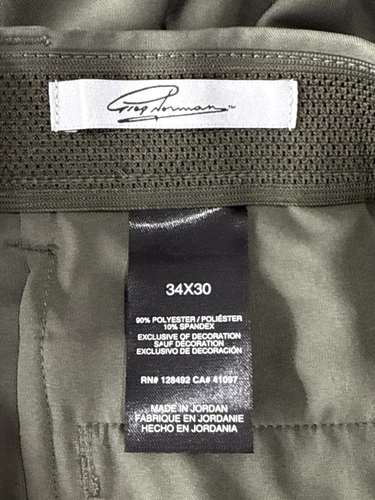 Greg Norman™
34X30
90% POLYESTER / POLIÉSTER
10% SPANDEX
EXCLUSIVE OF DECORATION
SAUF DÉCORATION
EXCLUSIVO DE DECORACIÓN
RN# 128492 CA# 41097
MADE IN JORDAN
FABRIQUE EN JORDANIE
HECHO EN JORDANIA